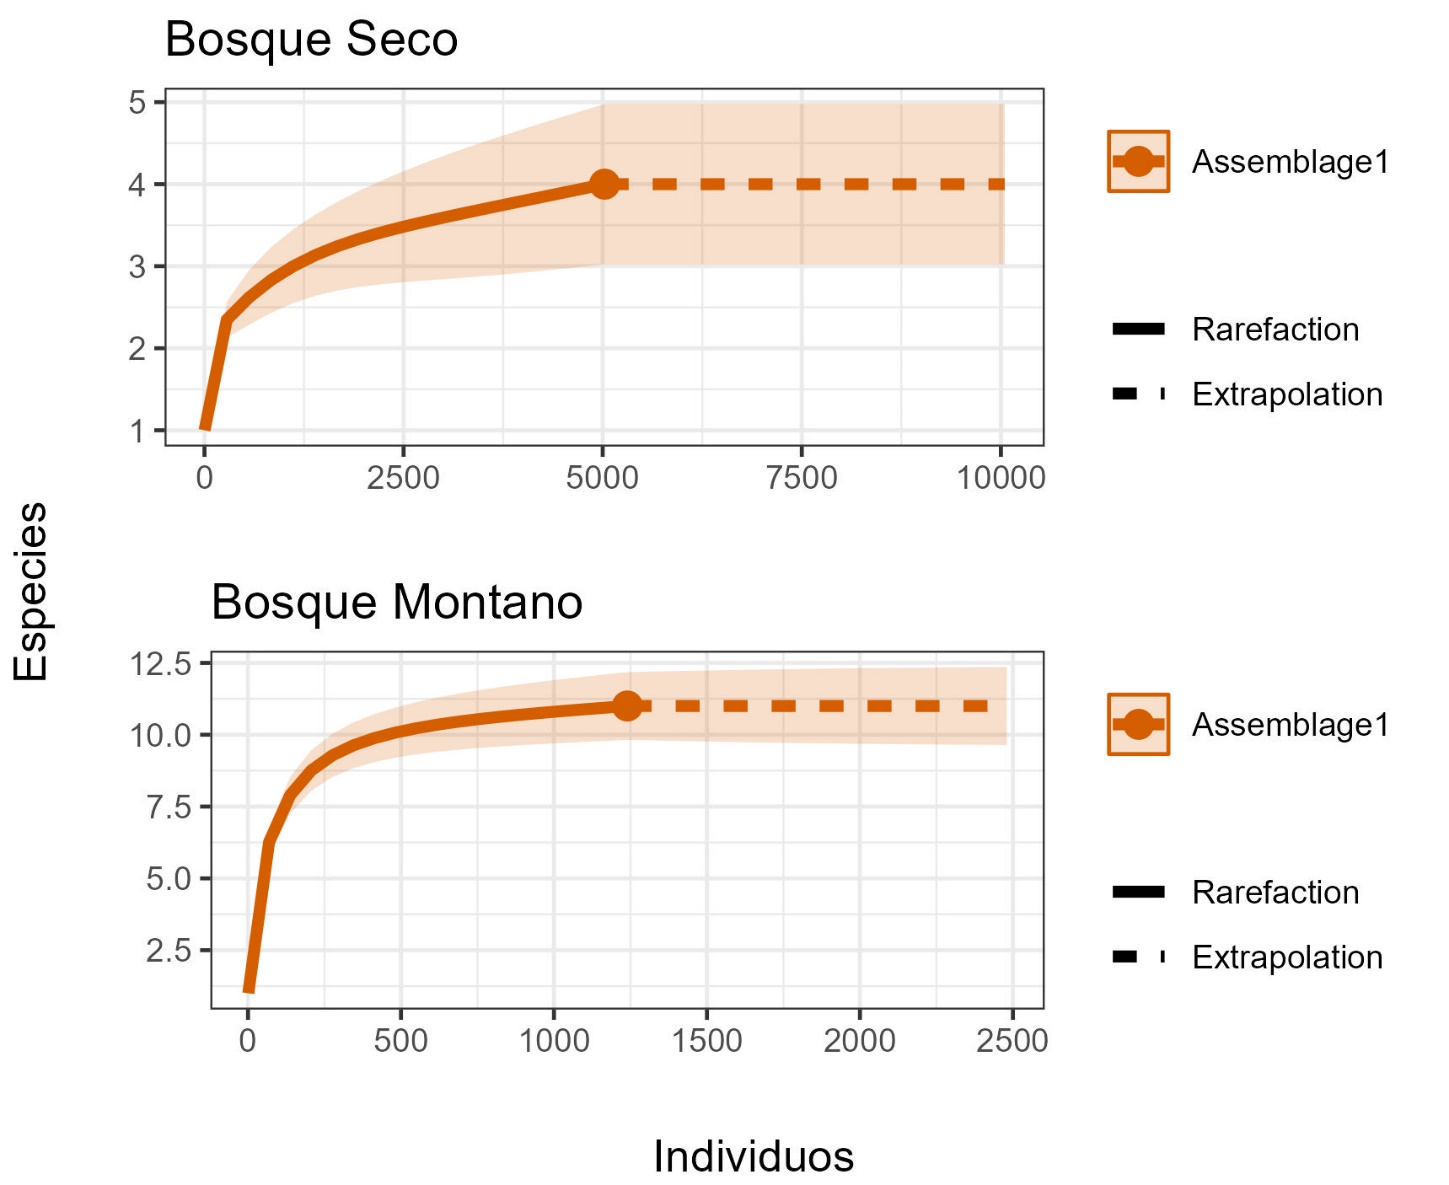 Bosque Seco
5
4
3
2
1
0 2500 5000 7500 10000
Assemblage1
Rarefaction
Extrapolation
Especies
Bosque Montano
12.5
10.0
7.5
5.0
2.5
0 500 1000 1500 2000 2500
Assemblage1
Rarefaction
Extrapolation
Individuos